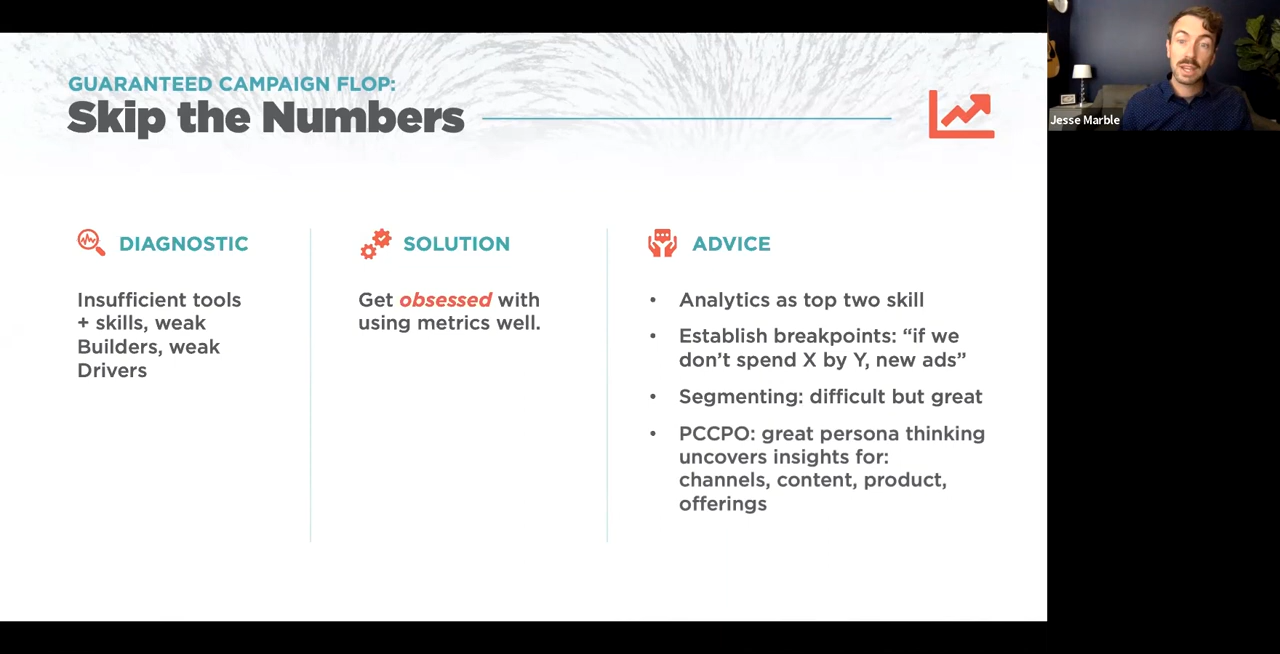 GUARANTEED CAMPAIGN FLOP:
Skip the Numbers
Jesse Marble
DIAGNOSTIC
Insufficient tools
+ skills, weak
Builders, weak
Drivers
SOLUTION
Get obsessed with
using metrics well.
ADVICE
• Analytics as top two skill
• Establish breakpoints: “if we
don’t spend X by Y, new ads”
• Segmenting: difficult but great
• PCCPO: great persona thinking
uncovers insights for:
channels, content, product,
offerings